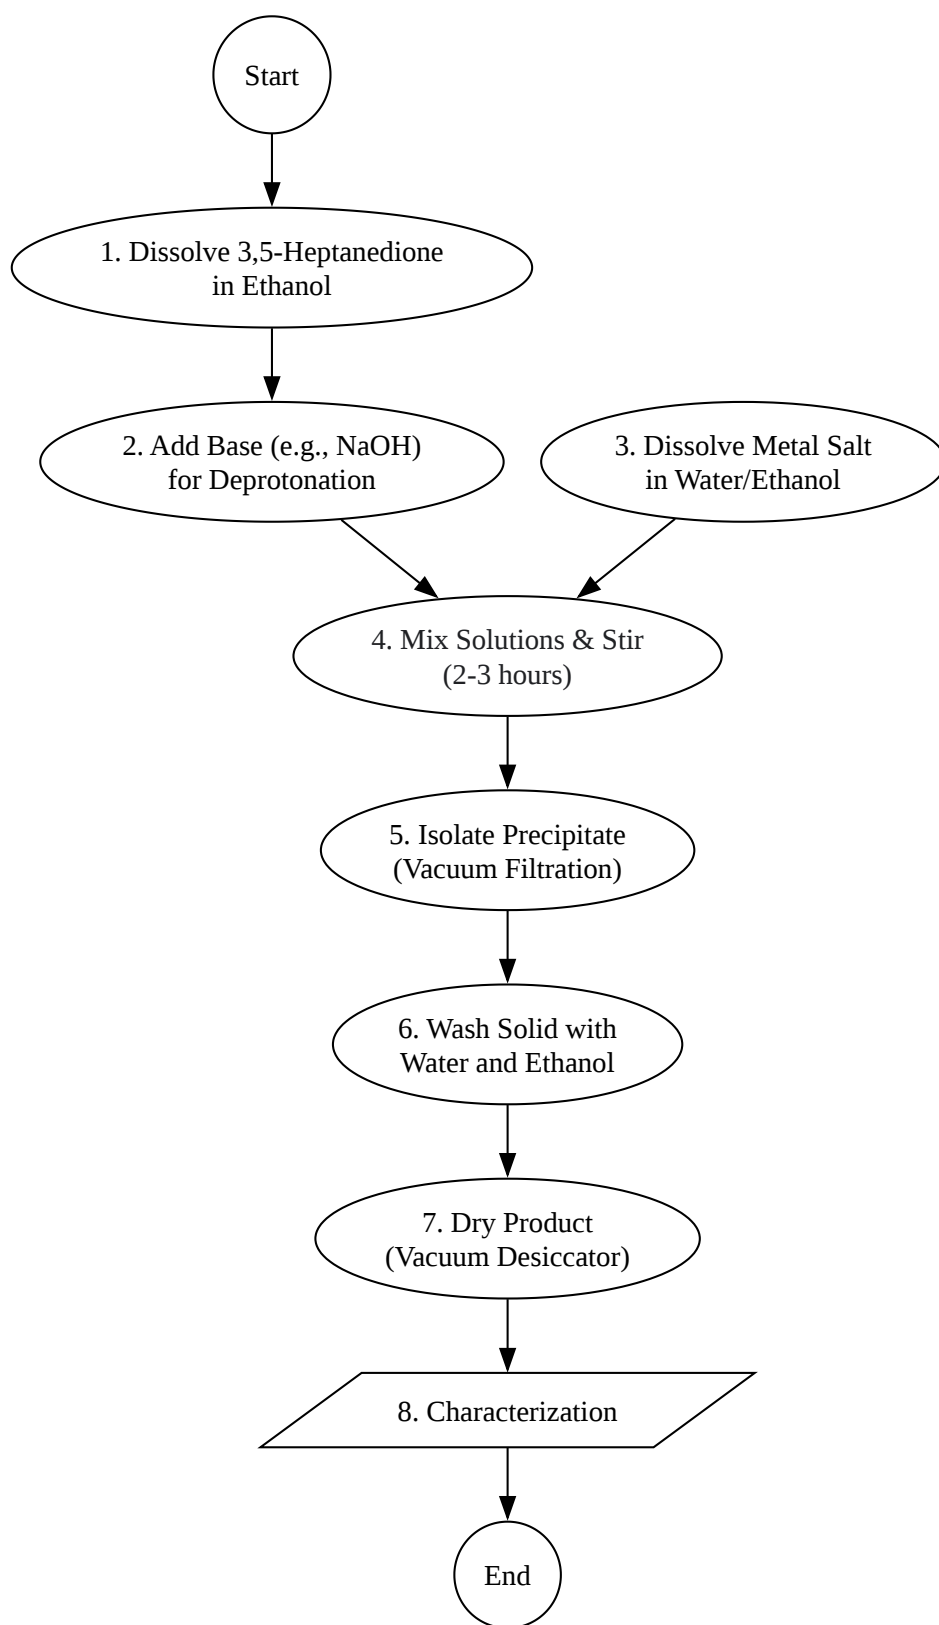 Start
1. Dissolve 3,5-Heptanedione
in Ethanol
2. Add Base (e.g., NaOH)
for Deprotonation
3. Dissolve Metal Salt
in Water/Ethanol
4. Mix Solutions & Stir
(2-3 hours)
5. Isolate Precipitate
(Vacuum Filtration)
6. Wash Solid with
Water and Ethanol
7. Dry Product
(Vacuum Desiccator)
8. Characterization
End